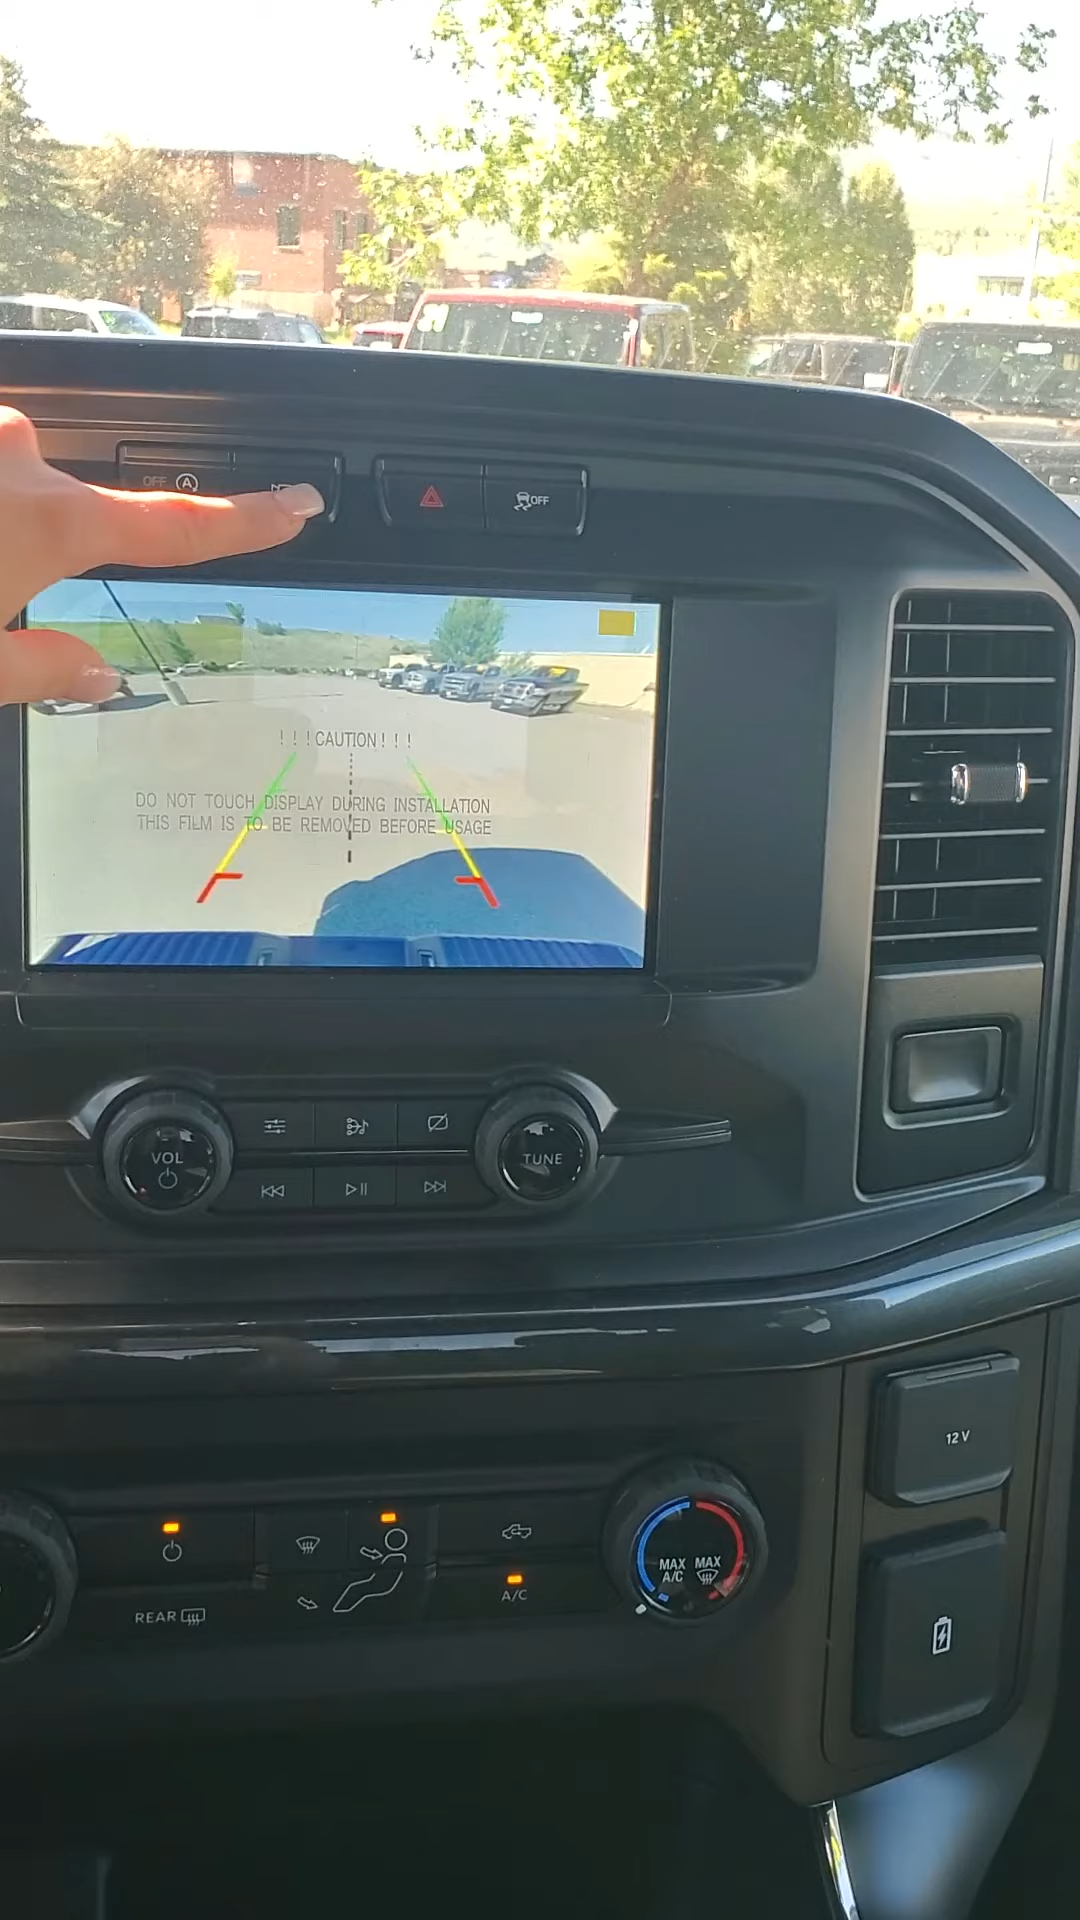 OFF A
OFF
! ! ! CAUTION ! ! !
DO NOT TOUCH DISPLAY DURING INSTALLATION
THIS FILM IS TO BE REMOVED BEFORE USAGE
VOL
TUNE
12 V
MAX
A/C
MAX
A/C
REAR